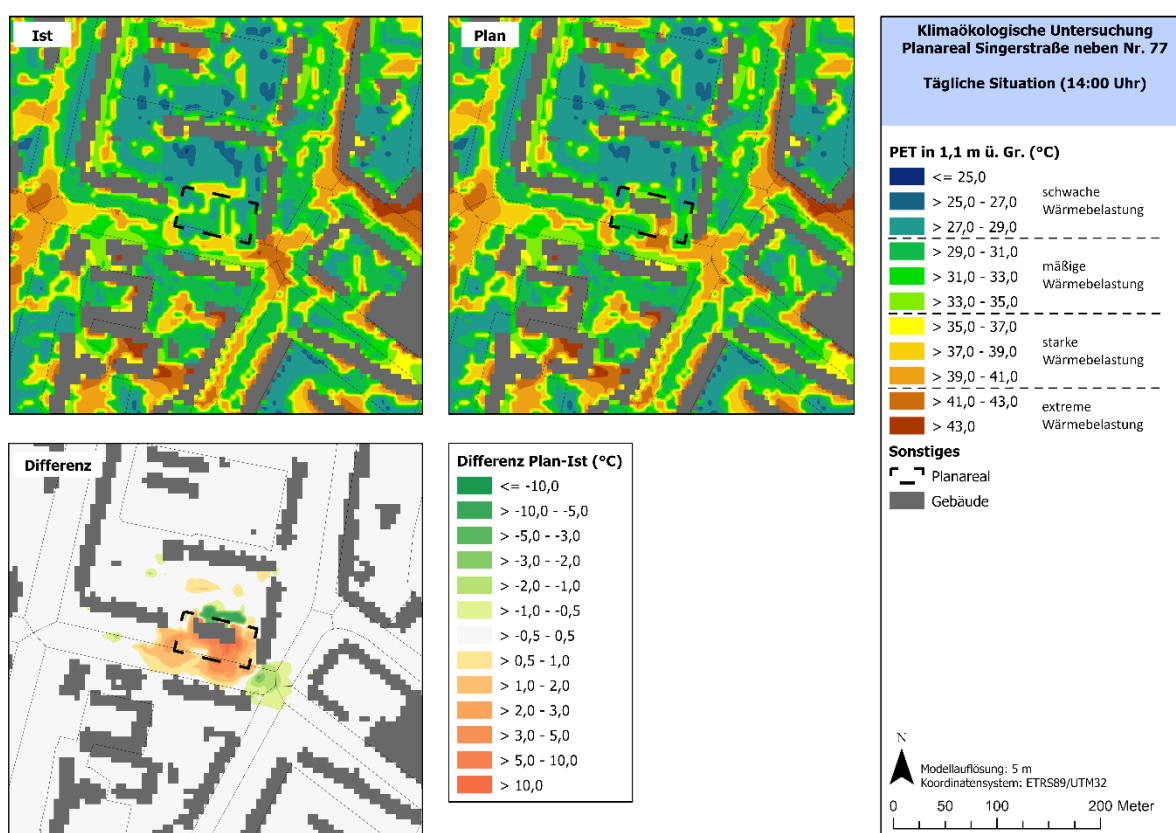 Ist
Plan
Klimaökologische Untersuchung
Planareal Singerstraße neben Nr. 77
Tägliche Situation (14:00 Uhr)
PET in 1,1 m ü. Gr. (°C)
<= 25,0
> 25,0 - 27,0
> 27,0 - 29,0
schwache
Wärmebelastung
> 29,0 - 31,0
> 31,0 - 33,0
> 33,0 - 35,0
mäßige
Wärmebelastung
> 35,0 - 37,0
> 37,0 - 39,0
> 39,0 - 41,0
starke
Wärmebelastung
> 41,0 - 43,0
> 43,0
extreme
Wärmebelastung
Sonstiges
Planareal
Gebäude
Differenz
Differenz Plan-Ist (°C)
<= -10,0
> -10,0 - -5,0
> -5,0 - -3,0
> -3,0 - -2,0
> -2,0 - -1,0
> -1,0 - -0,5
> -0,5 - 0,5
> 0,5 - 1,0
> 1,0 - 2,0
> 2,0 - 3,0
> 3,0 - 5,0
> 5,0 - 10,0
> 10,0
N
Modellauflösung: 5 m
Koordinatensystem: ETRS89/UTM32
0 50 100 200 Meter